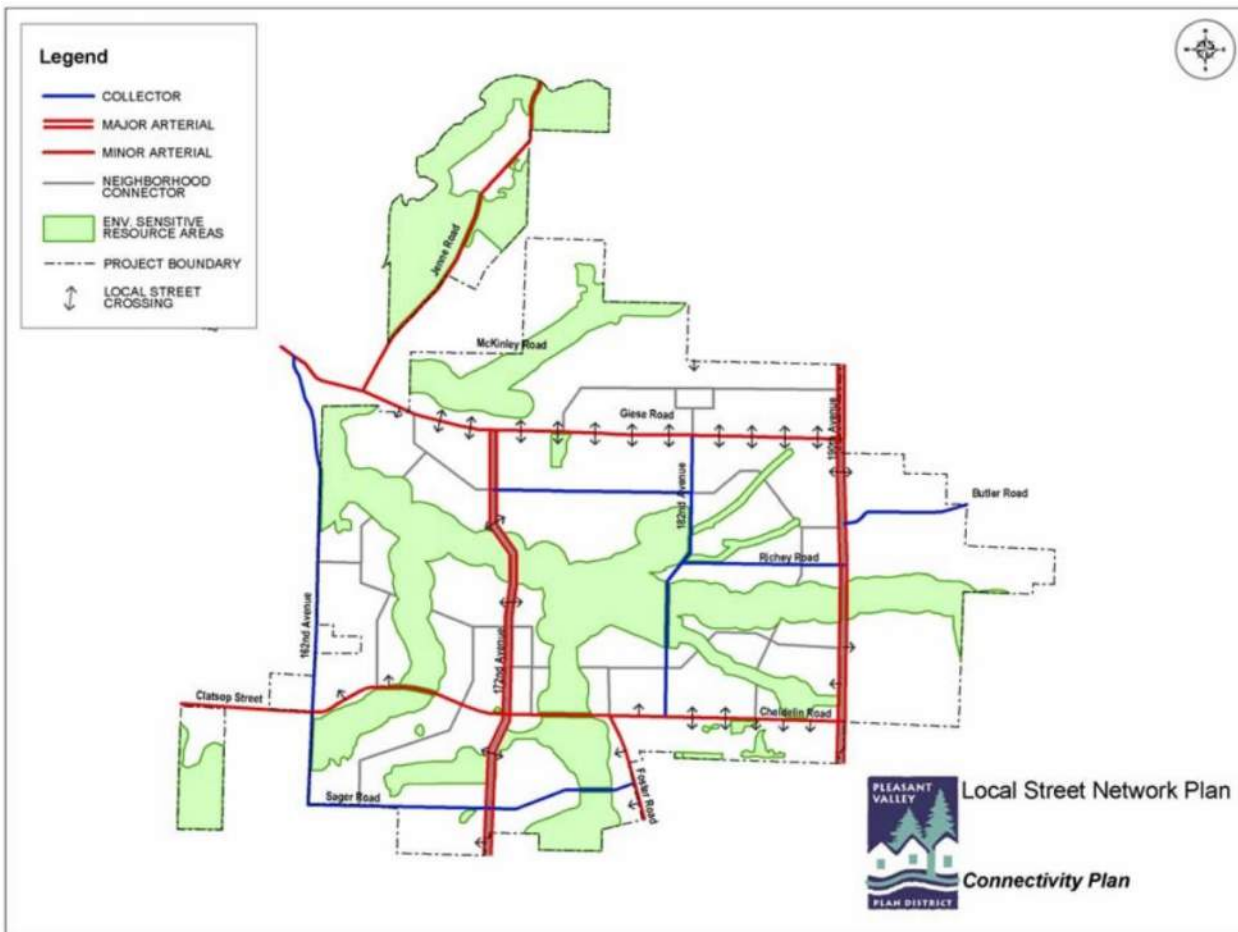 Legend
COLLECTOR
MAJOR ARTERIAL
MINOR ARTERIAL
NEIGHBORHOOD
CONNECTOR
ENV. SENSITIVE
RESOURCE AREAS
PROJECT BOUNDARY
LOCAL STREET
CROSSING
Jenne Road
McKinley Road
Giese Road
190th Avenue
182nd Avenue
Butler Road
Richey Road
162nd Avenue
172nd Avenue
Clatsop Street
Cheldelin Road
Sager Road
Foster Road
PLEASANT
VALLEY
PLAN DISTRICT
Local Street Network Plan
Connectivity Plan